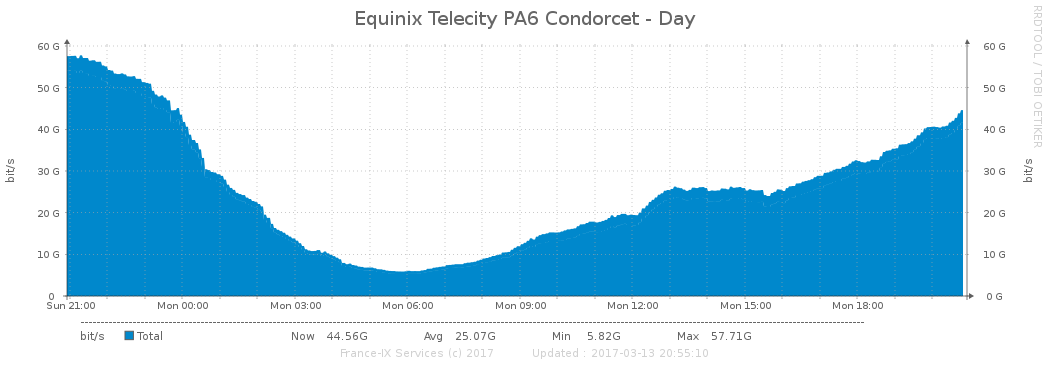 Equinix Telecity PA6 Condorcet - Day
RRDTOOL / TOBI OETIKER
60 G 60 G
50 G 50 G
40 G 40 G
30 G 30 G
20 G 20 G
10 G 10 G
0 0 G
bit/s
bit/s
Sun 21:00 Mon 00:00 Mon 03:00 Mon 06:00 Mon 09:00 Mon 12:00 Mon 15:00 Mon 18:00
bit/s Total Now 44.56G Avg 25.07G Min 5.82G Max 57.71G
France-IX Services (c) 2017 Updated : 2017-03-13 20:55:10